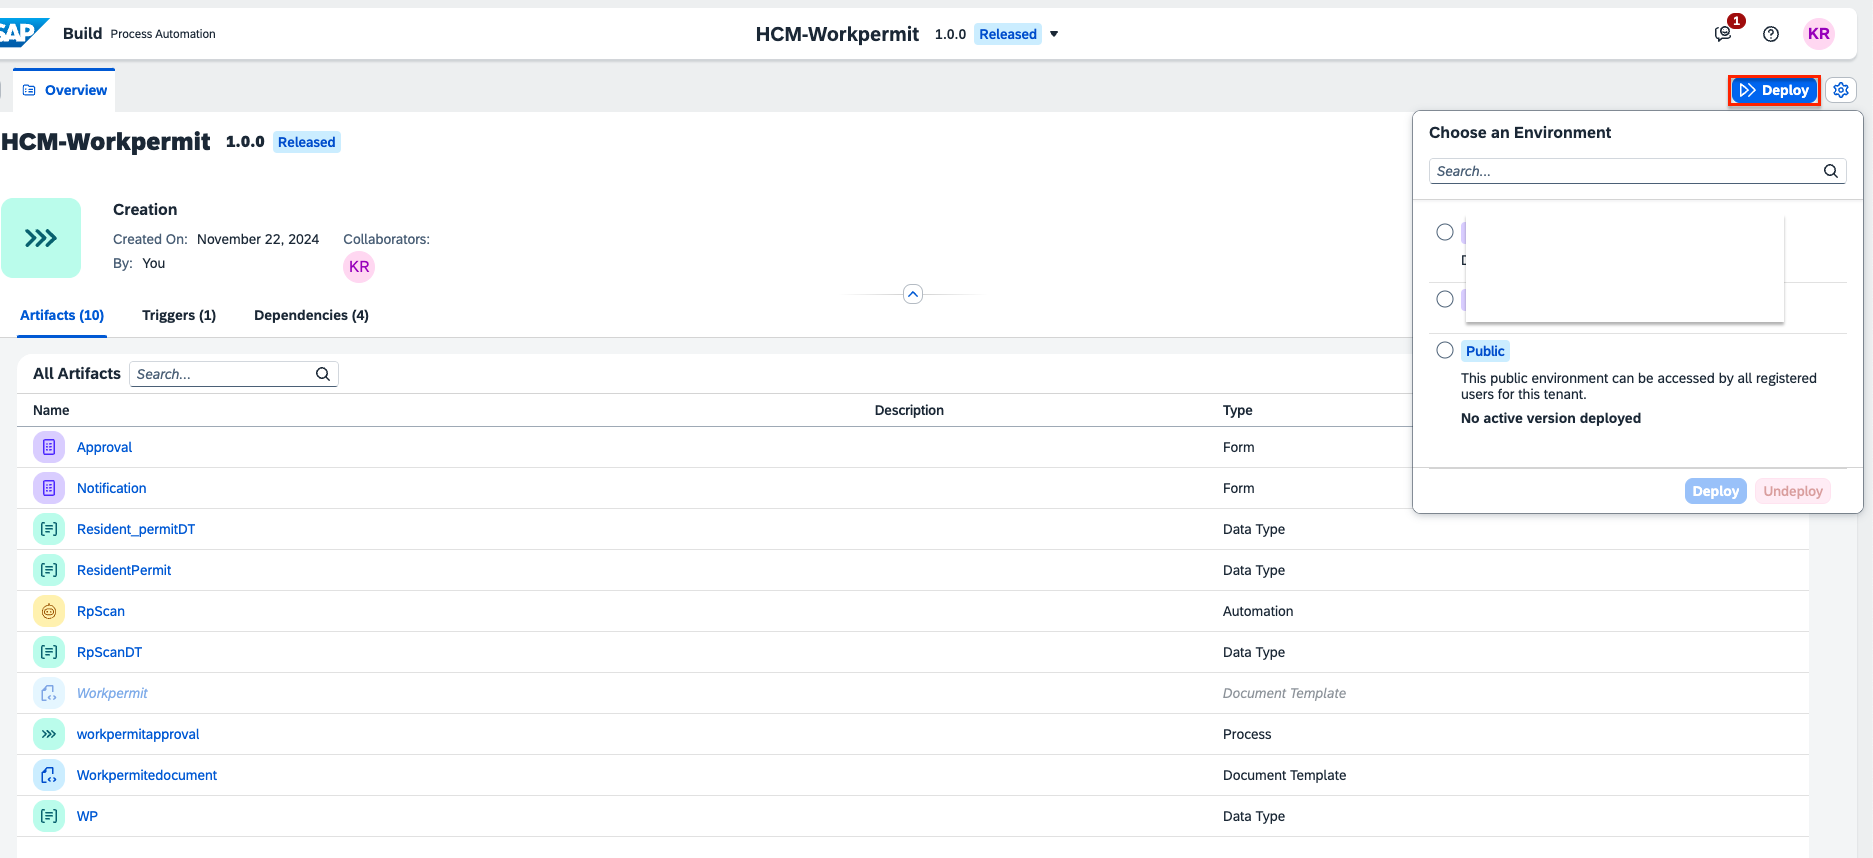 SAP Build Process Automation
HCM-Workpermit 1.0.0 Released
1
KR
Overview
Deploy
HCM-Workpermit 1.0.0 Released
Choose an Environment
Search...
Creation
Created On: November 22, 2024 Collaborators:
By: You
KR
Public
This public environment can be accessed by all registered
users for this tenant.
No active version deployed
Deploy Undeploy
Artifacts (10) Triggers (1) Dependencies (4)
All Artifacts Search...
Name Description Type
Approval Form
Notification Form
Resident_permitDT Data Type
ResidentPermit Data Type
RpScan Automation
RpScanDT Data Type
Workpermit Document Template
workpermitapproval Process
Workpermitedocument Document Template
WP Data Type